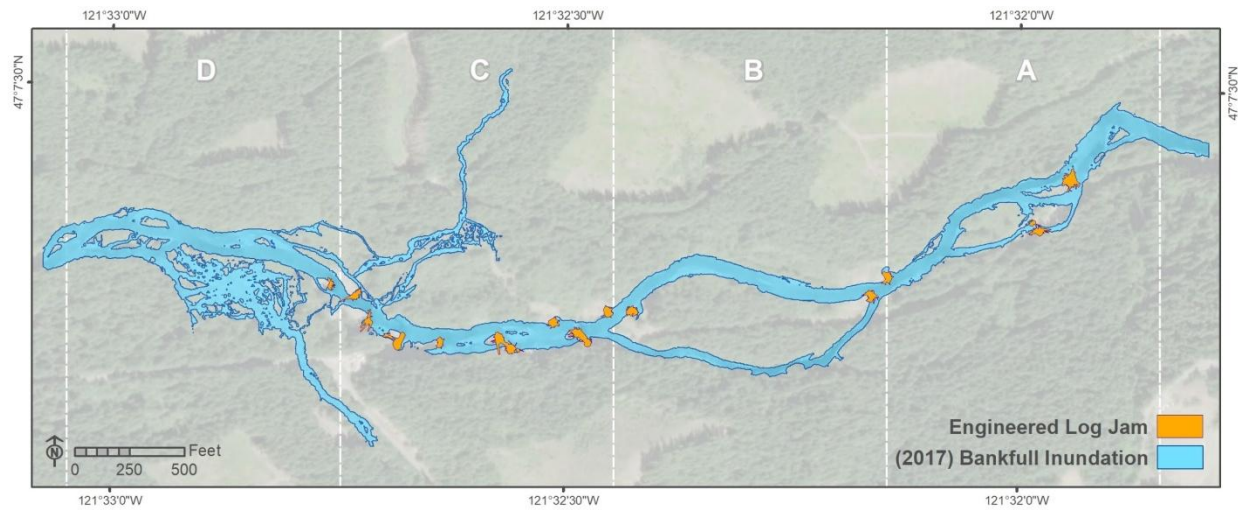 121°33'0"W 121°32'30"W 121°32'0"W
47°7'30"N
D C B A
47°7'30"N
Engineered Log Jam
(2017) Bankfull Inundation
N
Feet
0 250 500
121°33'0"W 121°32'30"W 121°32'0"W